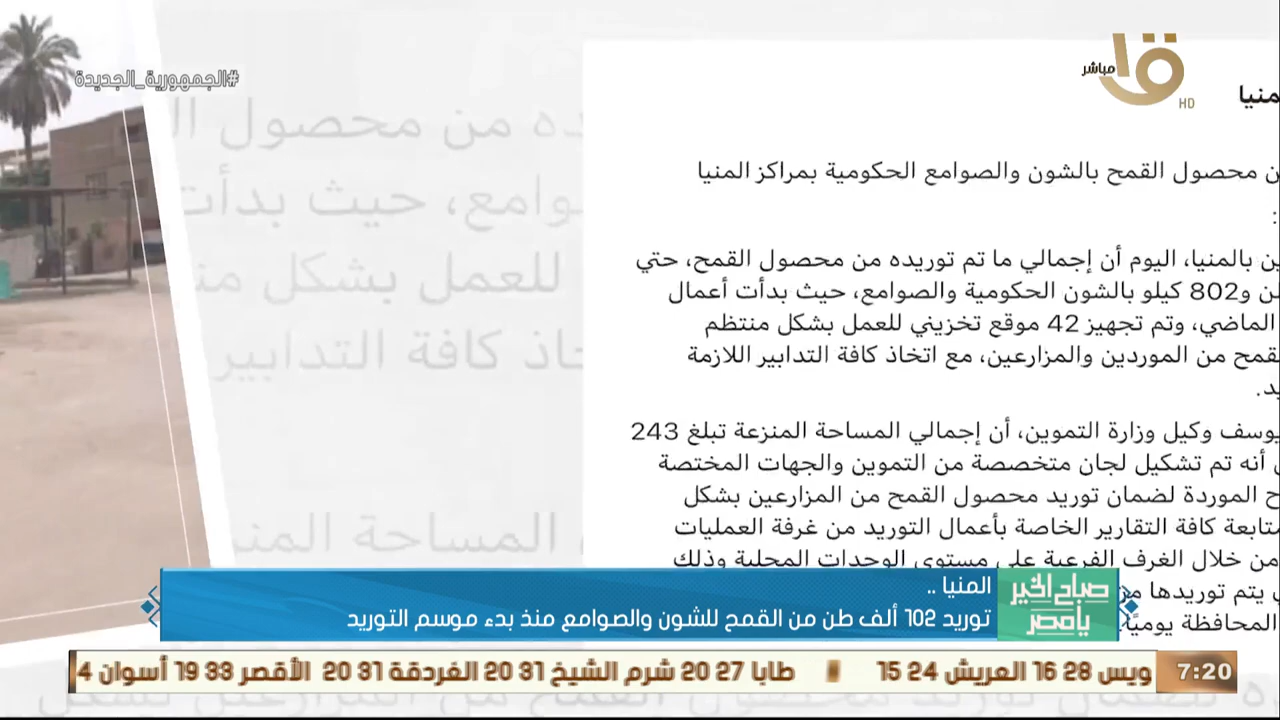 #الجمهورية_الجديدة
مباشر
HD
محصول القمح بالشون والصوامع الحكومية بمراكز المنيا
بالمنيا، اليوم أن إجمالي ما تم توريده من محصول القمح، حتي
و802 كيلو بالشون الحكومية والصوامع، حيث بدأت أعمال
الماضي، وتم تجهيز 42 موقع تخزيني للعمل بشكل منتظم
من الموردين والمزارعين، مع اتخاذ كافة التدابير اللازمة
وكيل وزارة التموين، أن إجمالي المساحة المنزعة تبلغ 243
أنه تم تشكيل لجان متخصصة من التموين والجهات المختصة
الموردة لضمان توريد محصول القمح من المزارعين بشكل
كافة التقارير الخاصة بأعمال التوريد من غرفة العمليات
من خلال الغرف الفرعية على مستوى الوحدات المحلية وذلك
يتم توريدها
المحافظة يوميًا
صباح الخير
يا مصر
المنيا ..
توريد 102 ألف طن من القمح للشون والصوامع منذ بدء موسم التوريد
7:20
ويس 28 16 العريش 24 15 طابا 27 20 شرم الشيخ 31 20 الغردقة 31 20 الأقصر 33 19 أسوان 4